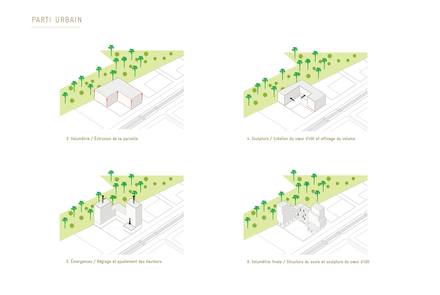 PARTI URBAIN
3. Volumétrie / Extrusion de la parcelle
4. Sculpture / Création du cœur d'îlot et affinage du volume
5. Émergences / Réglage et ajustement des hauteurs
6. Volumétrie finale / Structure du socle et sculpture du cœur d'îlot